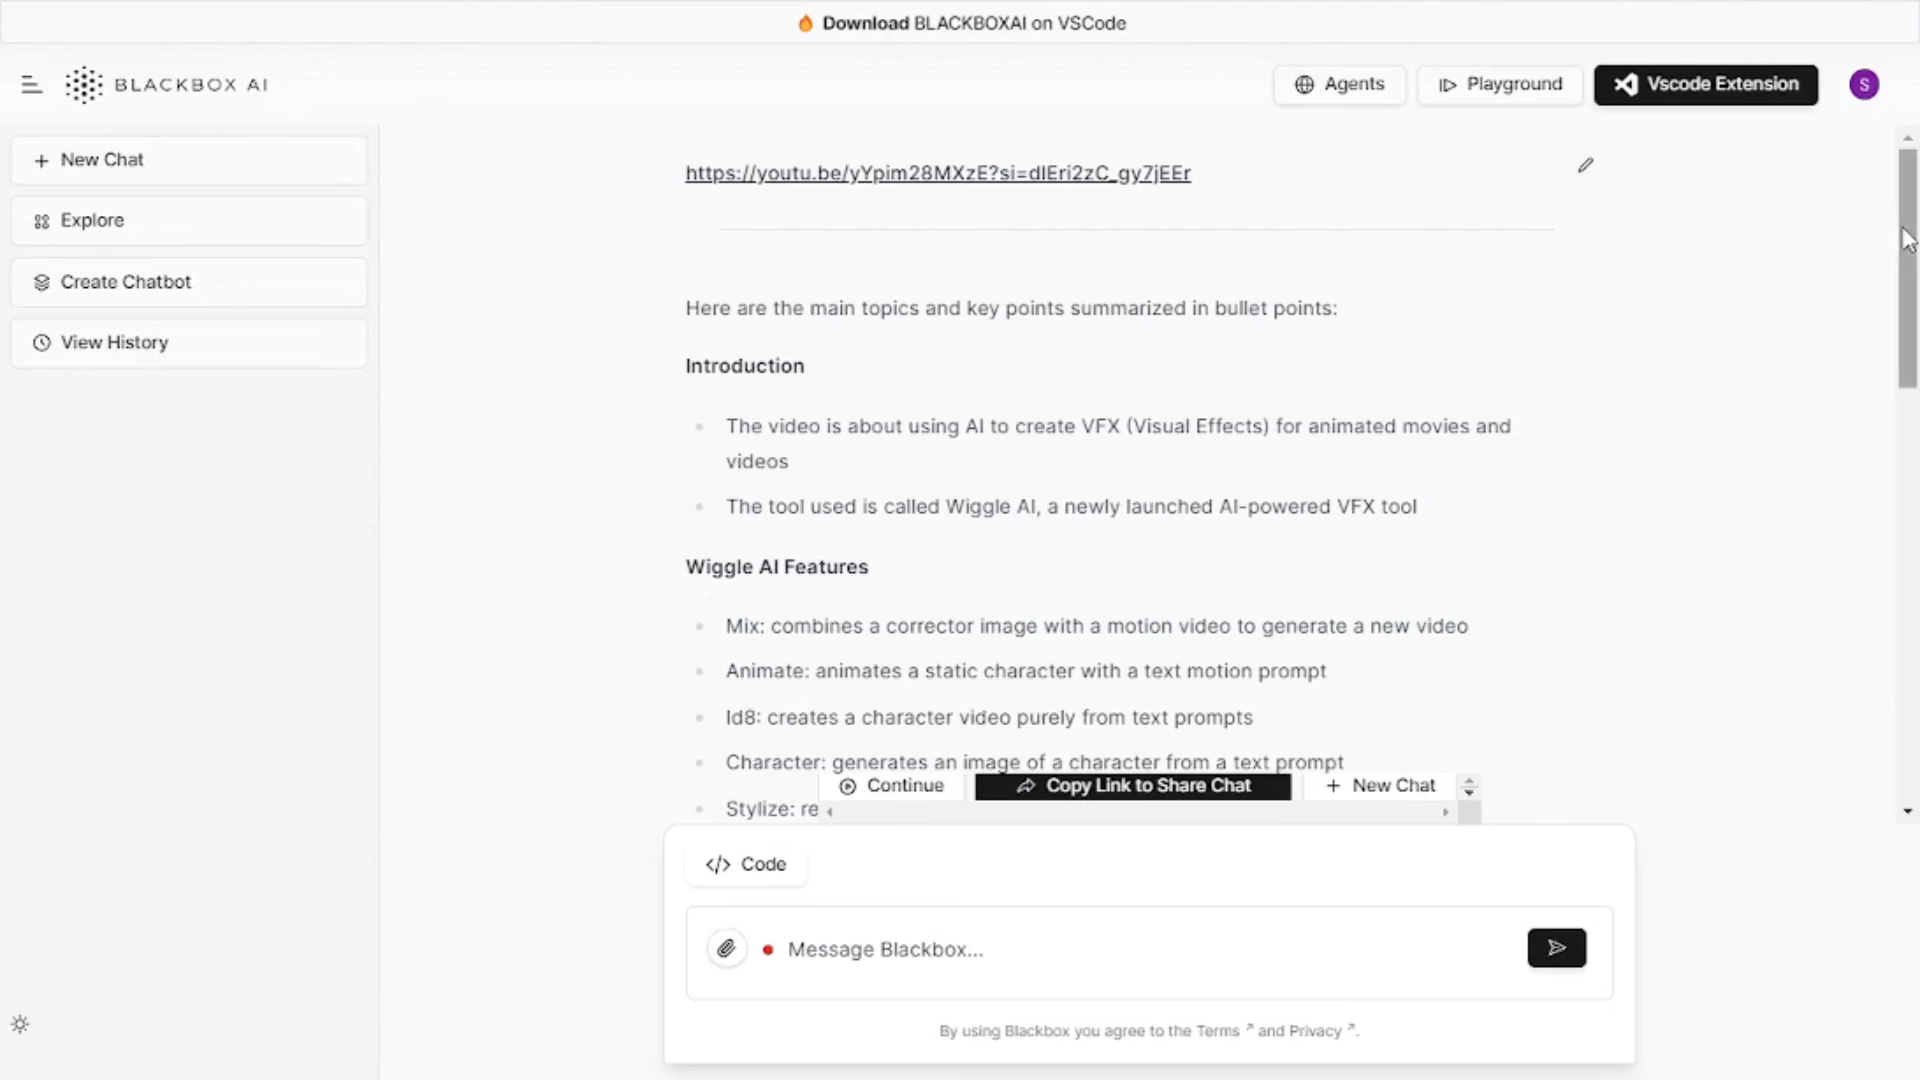 Download BLACKBOXAI on VSCode
BLACKBOX AI
Agents
Playground
Vscode Extension
S
New Chat
Explore
Create Chatbot
View History
https://youtu.be/yYpim28MXzE?si=dlEri2zC_gy7jEEr
Here are the main topics and key points summarized in bullet points:
Introduction
The video is about using AI to create VFX (Visual Effects) for animated movies and
videos
The tool used is called Wiggle AI, a newly launched AI-powered VFX tool
Wiggle AI Features
Mix: combines a corrector image with a motion video to generate a new video
Animate: animates a static character with a text motion prompt
Id8: creates a character video purely from text prompts
Character: generates an image of a character from a text prompt
Continue
Copy Link to Share Chat
New Chat
Stylize: re
Code
Message Blackbox...
By using Blackbox you agree to the Terms and Privacy.